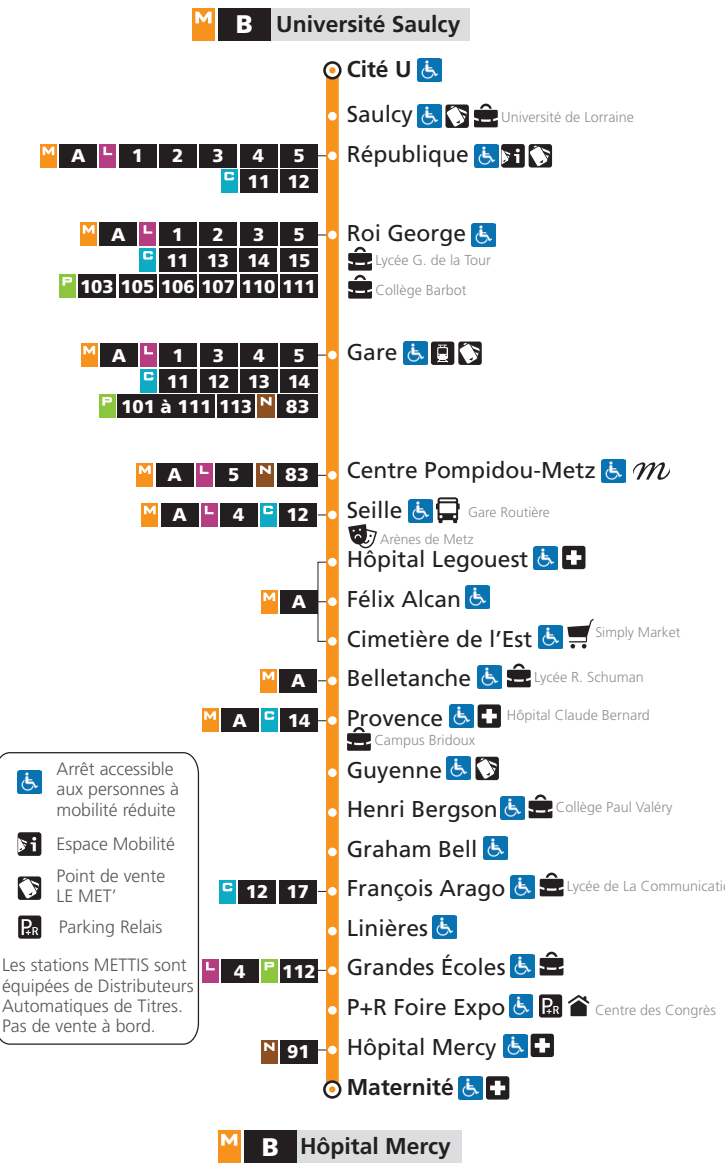 M B Université Saulcy
Cité U
Saulcy Université de Lorraine
M A L 1 2 3 4 5 République
C 11 12
M A L 1 2 3 5 Roi George
C 11 13 14 15 Lycée G. de la Tour
P 103 105 106 107 110 111 Collège Barbot
M A L 1 3 4 5 Gare
C 11 12 13 14
P 101 à 111 113 N 83
M A L 5 N 83 Centre Pompidou-Metz m
M A L 4 C 12 Seille Gare Routière
Arènes de Metz
Hôpital Legouest
M A Félix Alcan
Cimetière de l'Est Simply Market
M A Belletanche Lycée R. Schuman
M A C 14 Provence Hôpital Claude Bernard
Campus Bridoux
Guyenne
Henri Bergson Collège Paul Valéry
Graham Bell
C 12 17 François Arago Lycée de La Communicati
Linières
L 4 P 112 Grandes Écoles
P+R Foire Expo P+R Centre des Congrès
N 91 Hôpital Mercy
Maternité
Arrêt accessible
aux personnes à
mobilité réduite
i Espace Mobilité
Point de vente
LE MET'
P+R Parking Relais
Les stations METTIS sont
équipées de Distributeurs
Automatiques de Titres.
Pas de vente à bord.
M B Hôpital Mercy